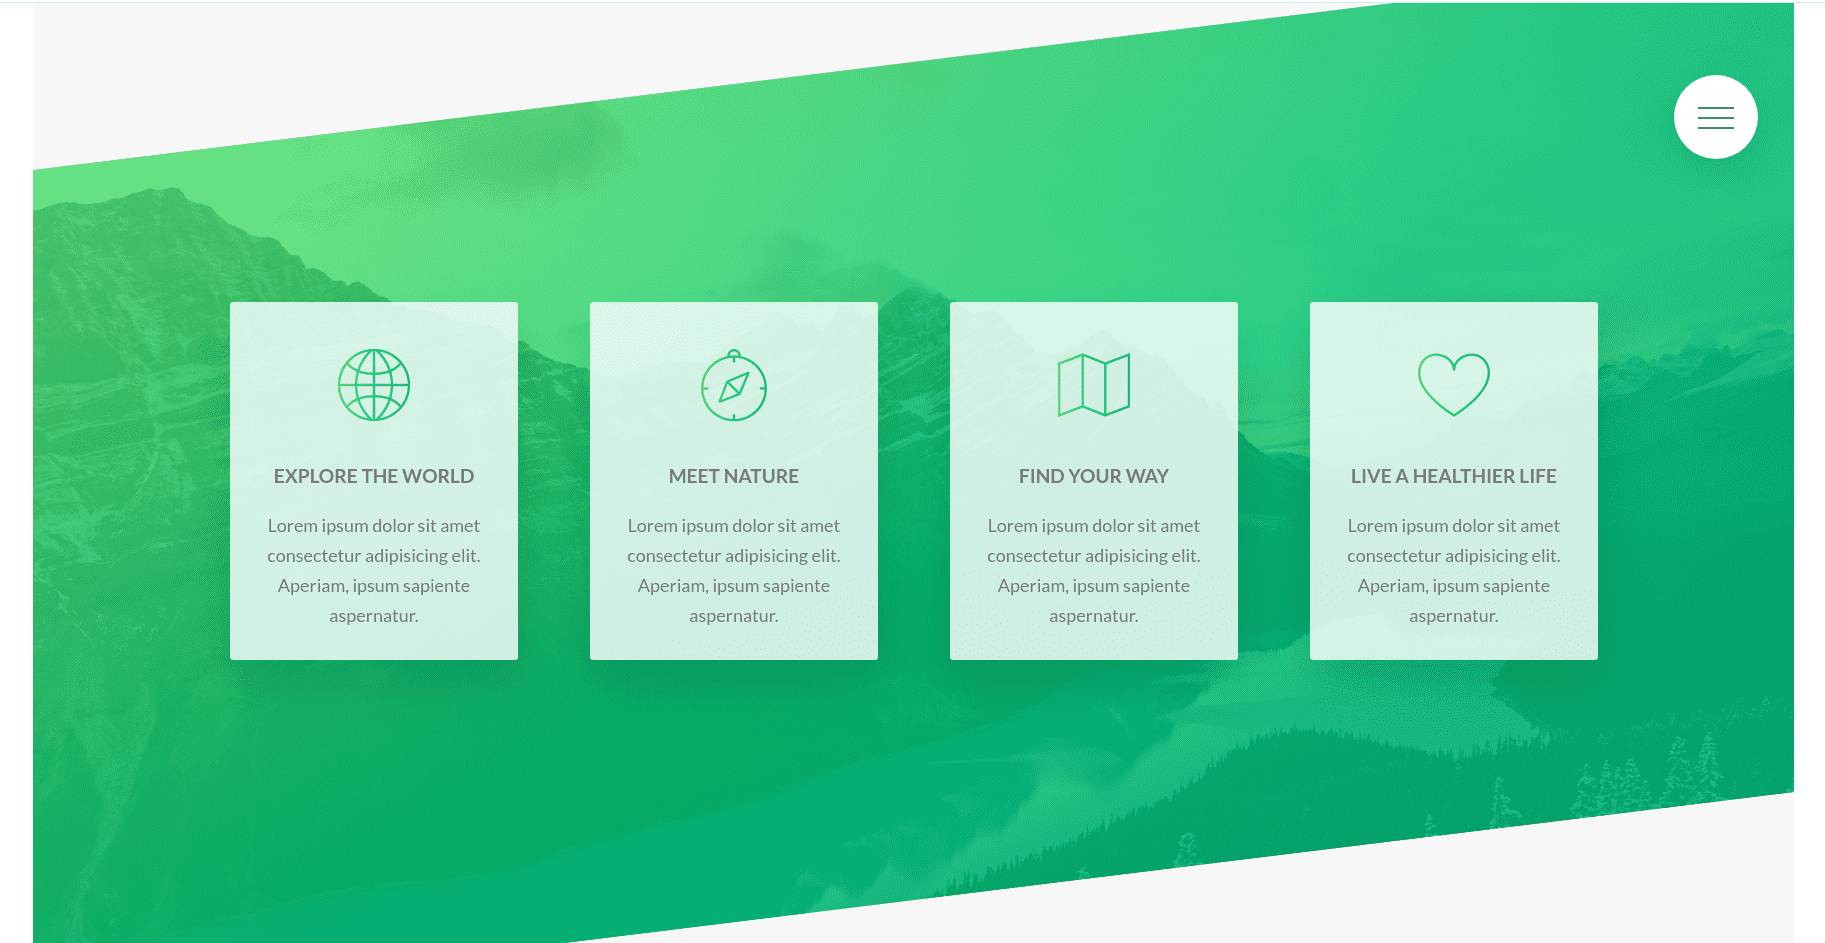 EXPLORE THE WORLD
Lorem ipsum dolor sit amet
consectetur adipisicing elit.
Aperiam, ipsum sapiente
aspernatur.
MEET NATURE
Lorem ipsum dolor sit amet
consectetur adipisicing elit.
Aperiam, ipsum sapiente
aspernatur.
FIND YOUR WAY
Lorem ipsum dolor sit amet
consectetur adipisicing elit.
Aperiam, ipsum sapiente
aspernatur.
LIVE A HEALTHIER LIFE
Lorem ipsum dolor sit amet
consectetur adipisicing elit.
Aperiam, ipsum sapiente
aspernatur.